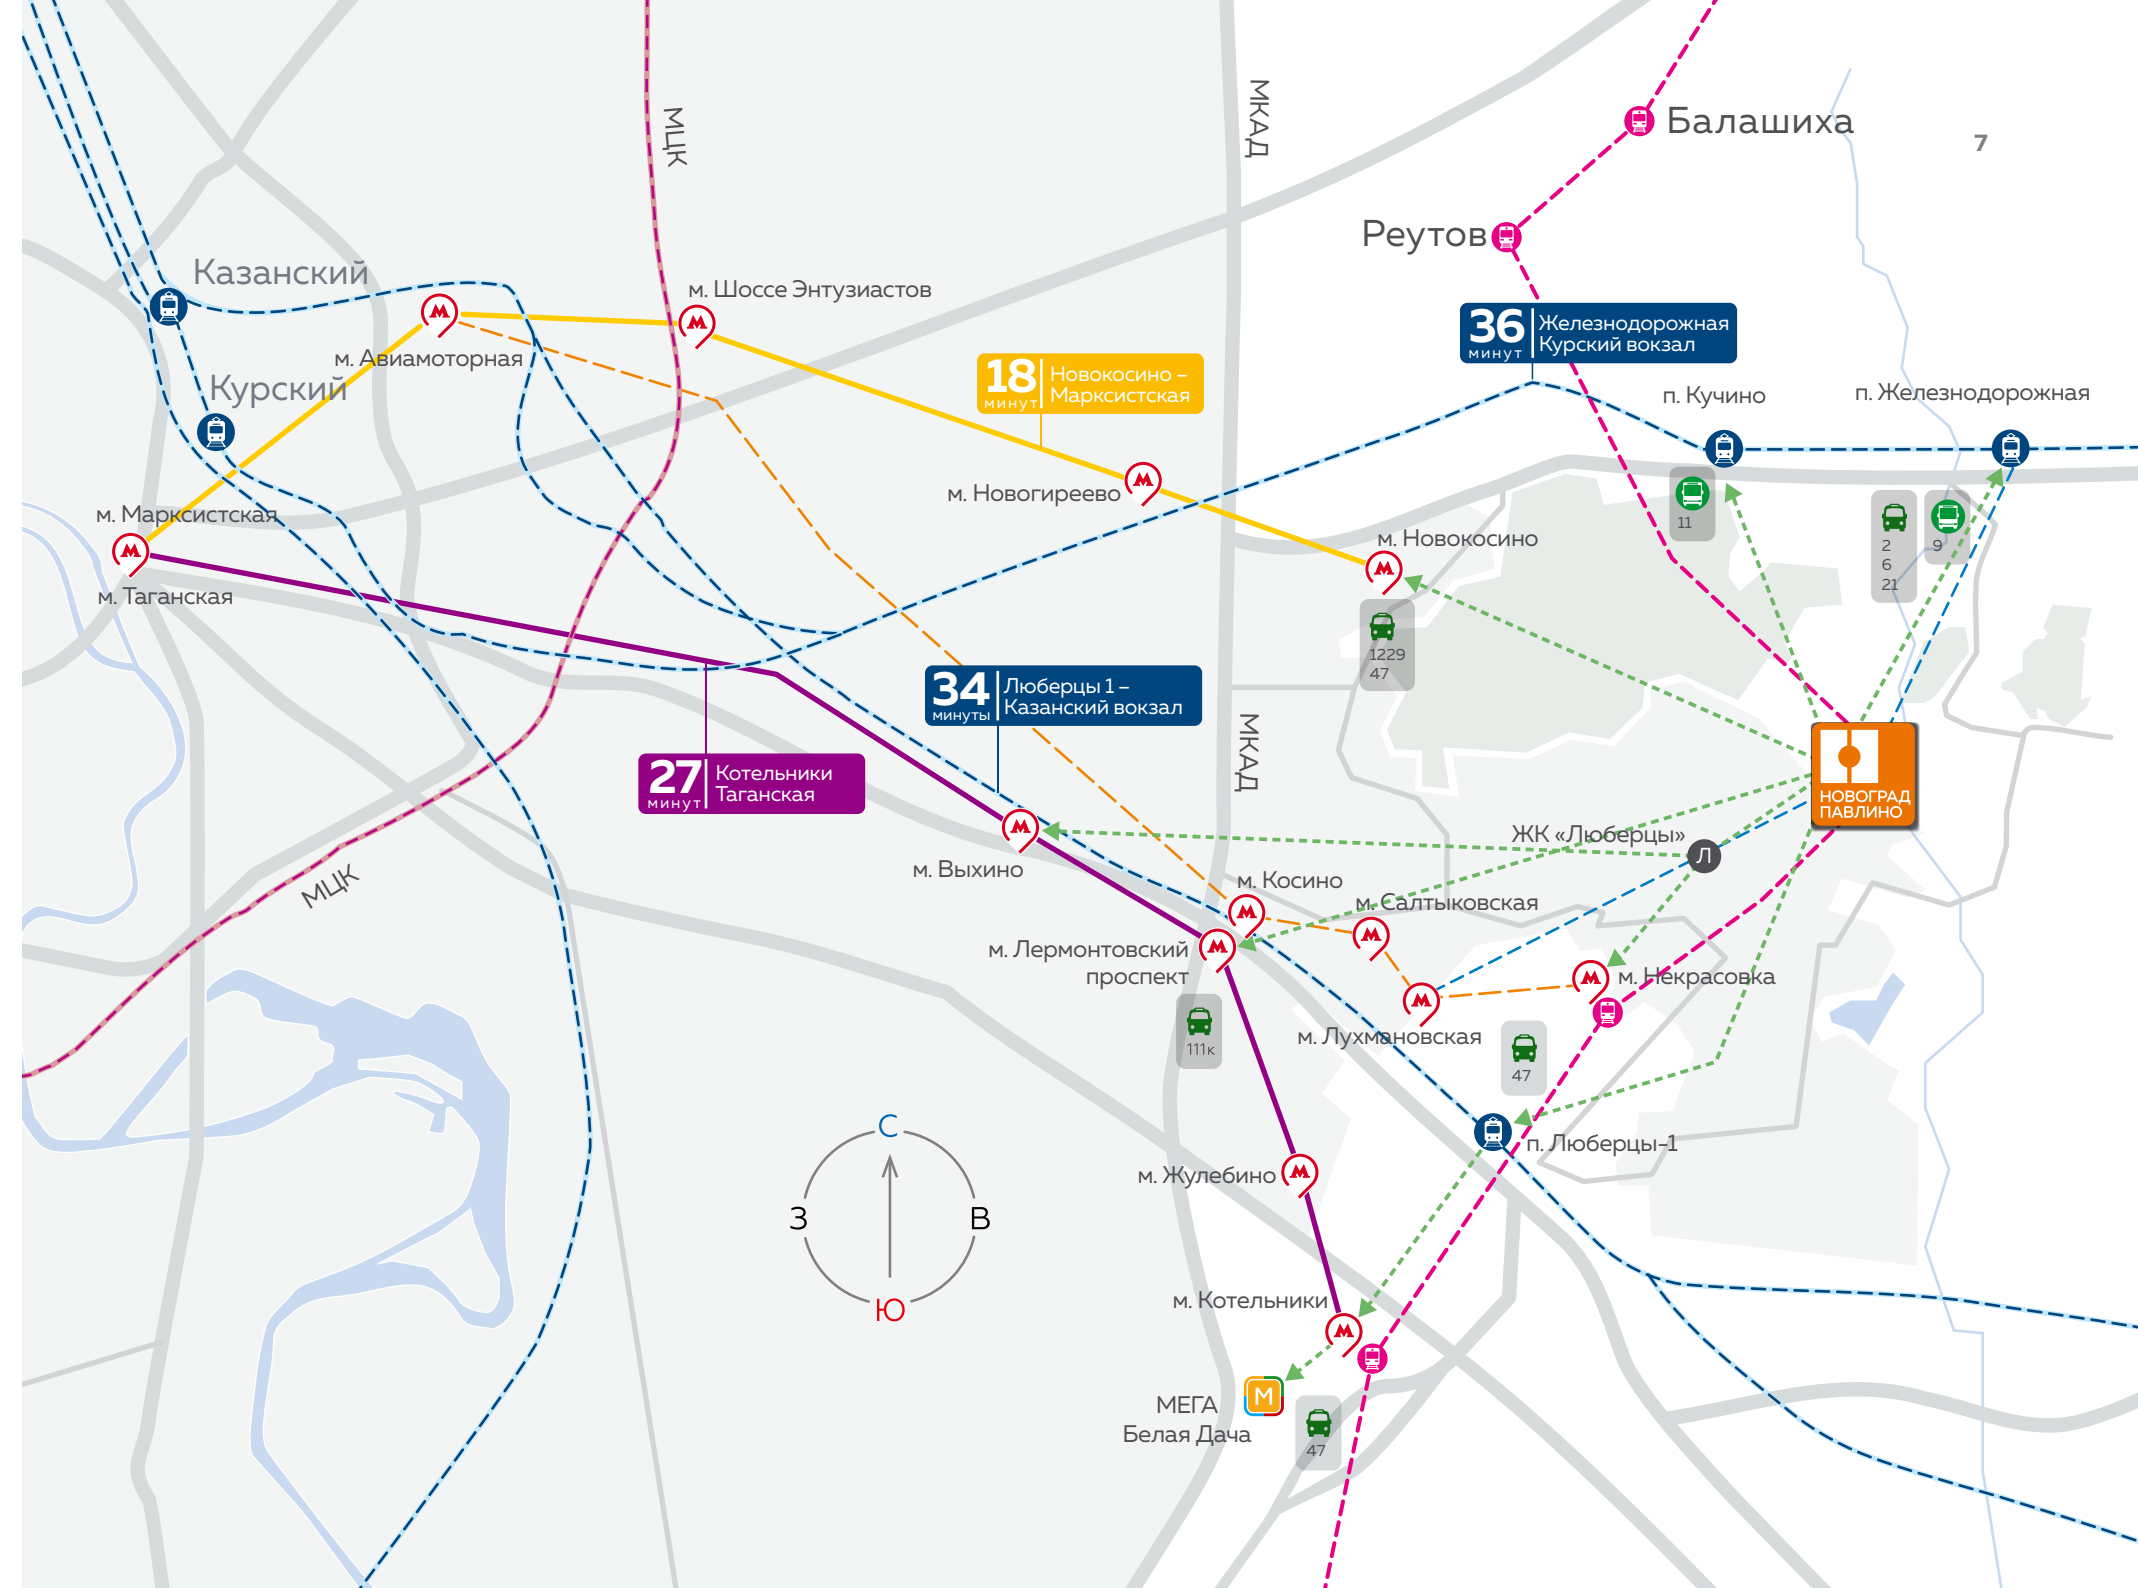 МЦК
МКАД
Балашиха
7
Реутов
Казанский
м. Шоссе Энтузиастов
36
минут
Железнодорожная
Курский вокзал
м. Авиамоторная
18
минут
Новокосино –
Марксистская
Курский
п. Кучино
п. Железнодорожная
м. Новогиреево
11
м. Марксистская
м. Новокосино
2
6
21
9
м. Таганская
1229
47
34
минуты
Люберцы 1 –
Казанский вокзал
МКАД
27
минут
Котельники
Таганская
НОВОГРАД
ПАВЛИНО
ЖК «Люберцы»
Л
м. Выхино
МЦК
м. Косино
м. Салтыковская
м. Лермонтовский
проспект
м. Некрасовка
м. Лухмановская
111к
47
С
З
В
Ю
п. Люберцы-1
м. Жулебино
м. Котельники
М
МЕГА
Белая Дача
47